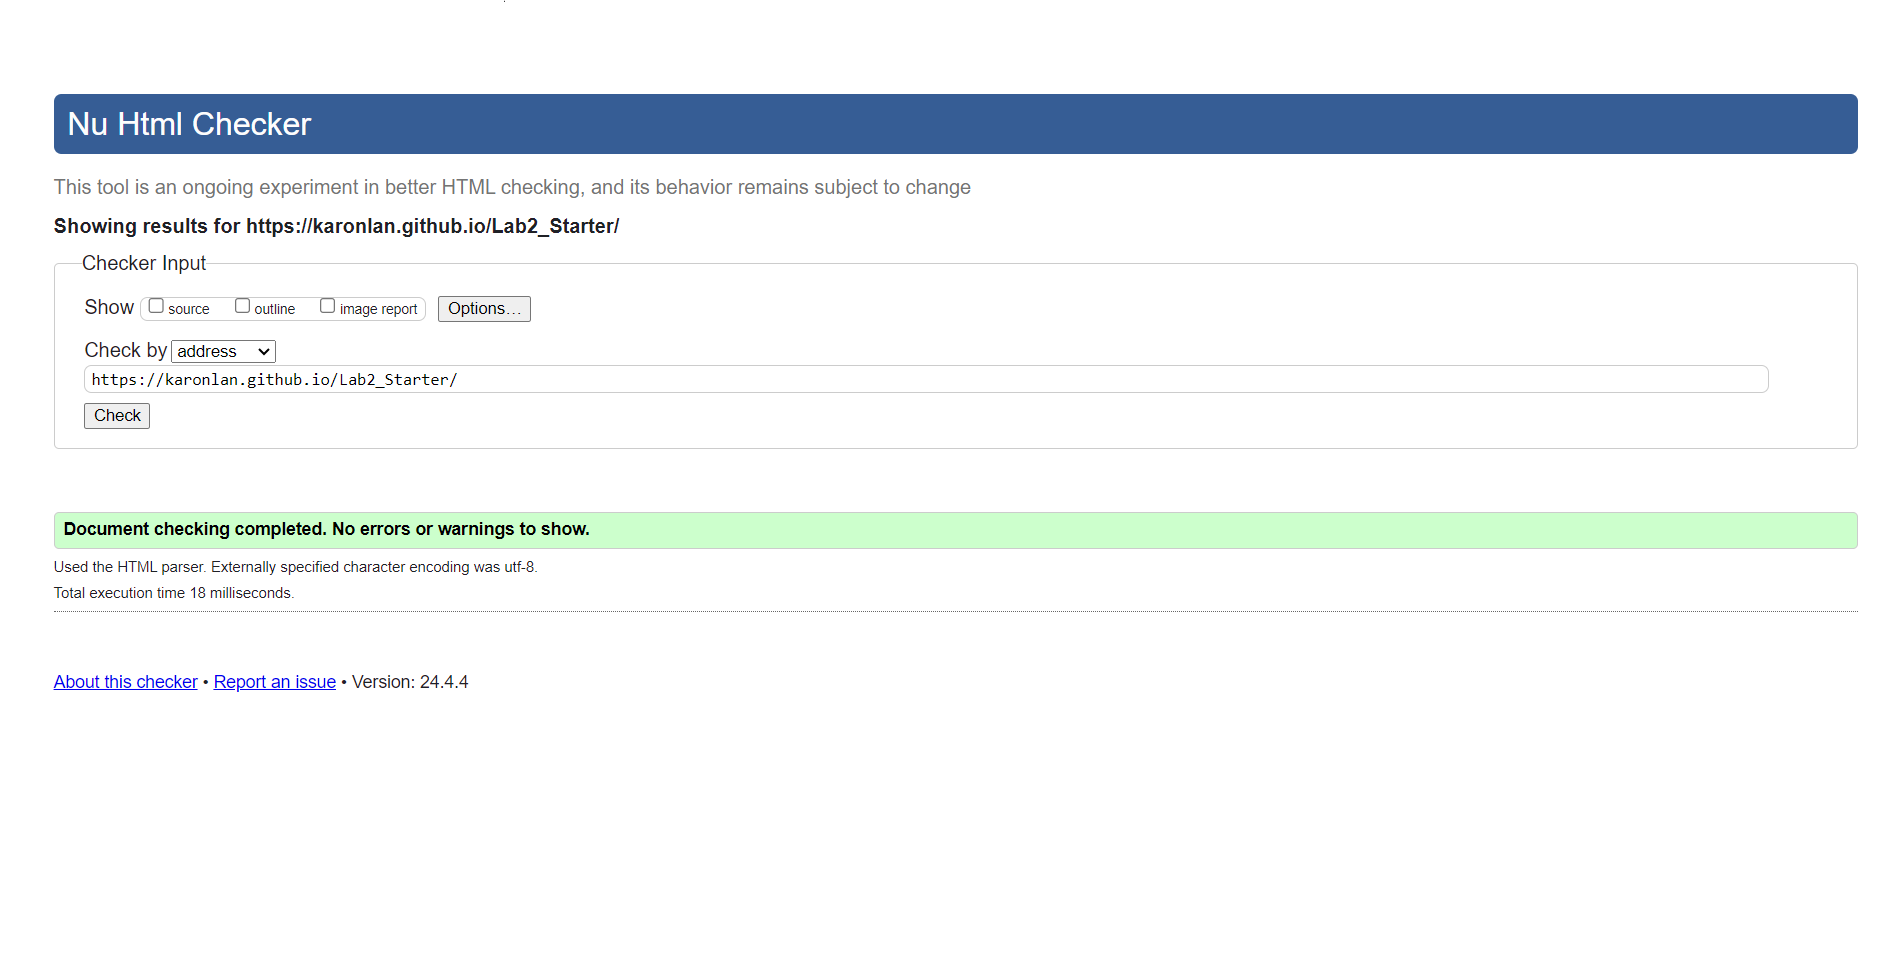 Nu Html Checker
This tool is an ongoing experiment in better HTML checking, and its behavior remains subject to change
Showing results for https://karonlan.github.io/Lab2_Starter/
Checker Input
Show source outline image report Options…
Check by address
https://karonlan.github.io/Lab2_Starter/
Check
Document checking completed. No errors or warnings to show.
Used the HTML parser. Externally specified character encoding was utf-8.
Total execution time 18 milliseconds.
About this checker • Report an issue • Version: 24.4.4